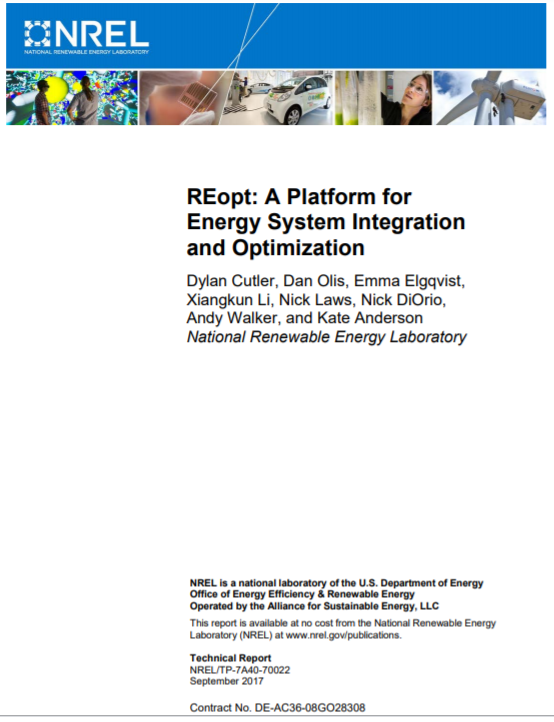 NREL
NATIONAL RENEWABLE ENERGY LABORATORY
REopt: A Platform for
Energy System Integration
and Optimization
Dylan Cutler, Dan Olis, Emma Elgqvist,
Xiangkun Li, Nick Laws, Nick DiOrio,
Andy Walker, and Kate Anderson
National Renewable Energy Laboratory
NREL is a national laboratory of the U.S. Department of Energy
Office of Energy Efficiency & Renewable Energy
Operated by the Alliance for Sustainable Energy, LLC
This report is available at no cost from the National Renewable Energy
Laboratory (NREL) at www.nrel.gov/publications.
Technical Report
NREL/TP-7A40-70022
September 2017
Contract No. DE-AC36-08GO28308